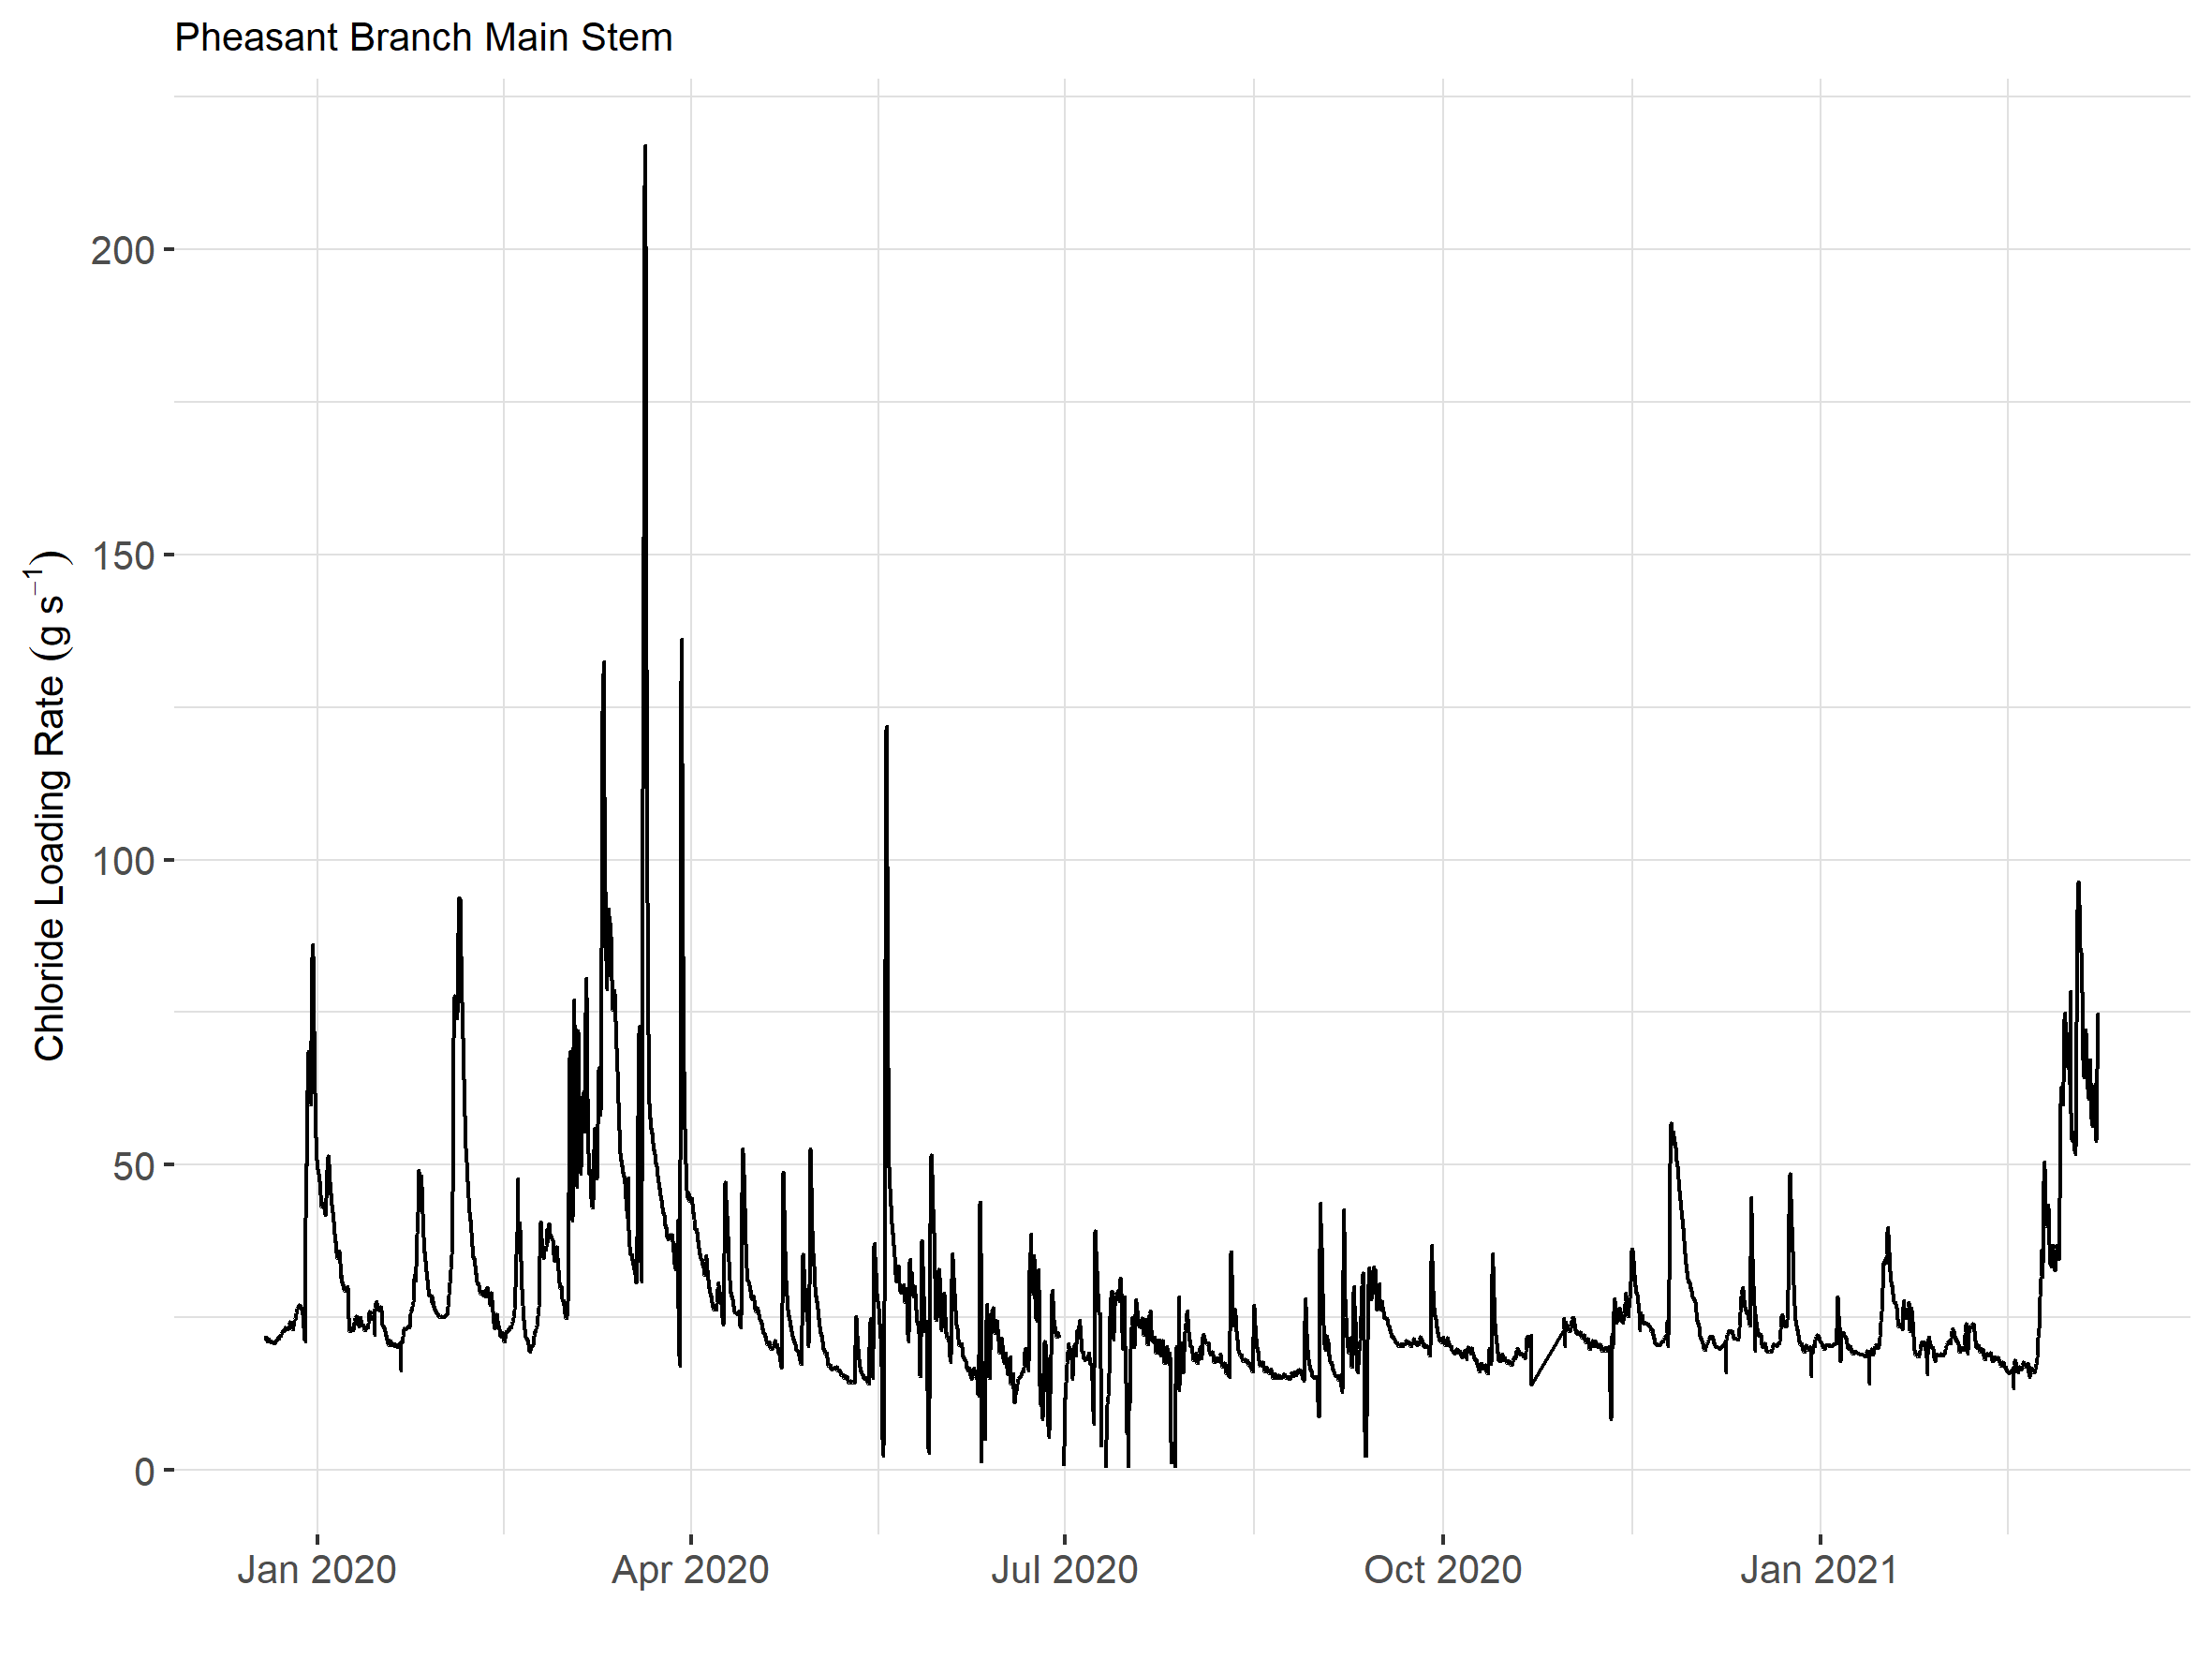 Pheasant Branch Main Stem
Chloride Loading Rate (g s⁻¹)
200
150
100
50
0
Jan 2020 Apr 2020 Jul 2020 Oct 2020 Jan 2021